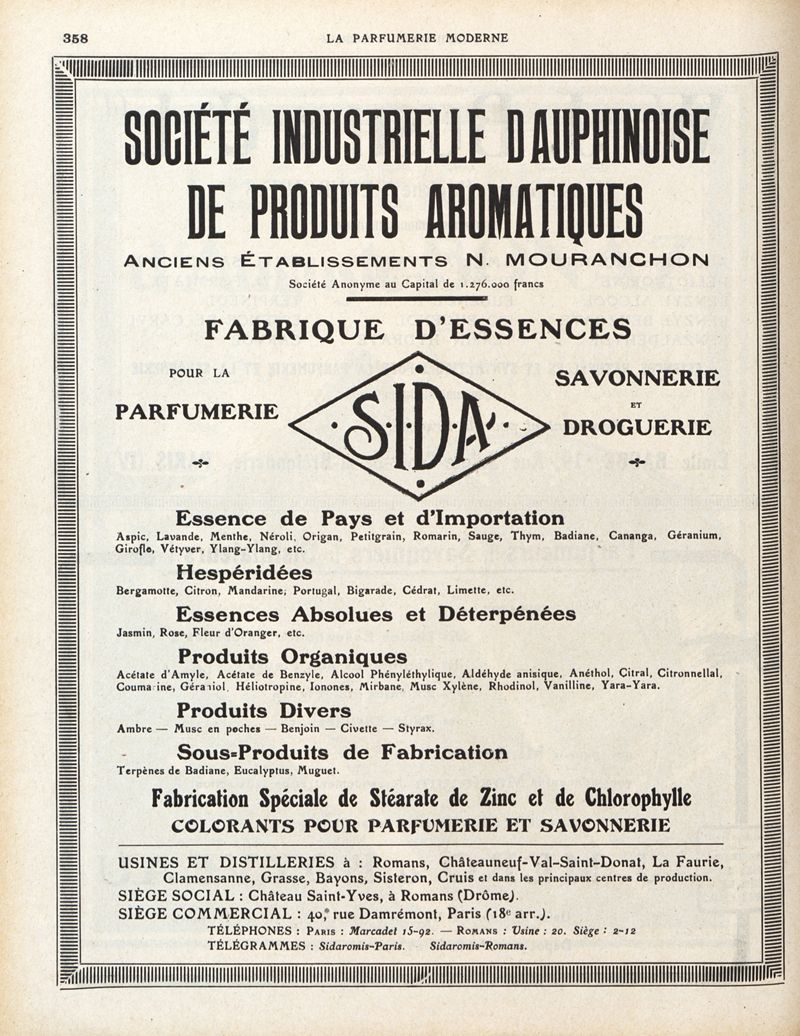 358
LA PARFUMERIE MODERNE
SOCIÉTÉ INDUSTRIELLE DAUPHINOISE
DE PRODUITS AROMATIQUES
ANCIENS ÉTABLISSEMENTS N. MOURANCHON
Société Anonyme au Capital de 1.276.000 francs
FABRIQUE D'ESSENCES
POUR LA
PARFUMERIE
S.I.D.A.
SAVONNERIE
ET
DROGUERIE
Essence de Pays et d'Importation
Aspic, Lavande, Menthe, Néroli, Origan, Petitgrain, Romarin, Sauge, Thym, Badiane, Cananga, Géranium,
Girofle, Vétyver, Ylang-Ylang, etc.
Hespéridées
Bergamotte, Citron, Mandarine, Portugal, Bigarade, Cédrat, Limette, etc.
Essences Absolues et Déterpénées
Jasmin, Rose, Fleur d'Oranger, etc.
Produits Organiques
Acétate d'Amyle, Acétate de Benzyle, Alcool Phényléthylique, Aldéhyde anisique, Anéthol, Citral, Citronnellal,
Coumarine, Géraniol, Héliotropine, Ionones, Mirbane, Musc Xylène, Rhodinol, Vanilline, Yara-Yara.
Produits Divers
Ambre — Musc en poches — Benjoin — Civette — Styrax.
Sous-Produits de Fabrication
Terpènes de Badiane, Eucalyptus, Muguet.
Fabrication Spéciale de Stéarate de Zinc et de Chlorophylle
COLORANTS POUR PARFUMERIE ET SAVONNERIE
USINES ET DISTILLERIES à : Romans, Châteauneuf-Val-Saint-Donat, La Faurie,
Clamensanne, Grasse, Bayons, Sisteron, Cruis et dans les principaux centres de production.
SIÈGE SOCIAL : Château Saint-Yves, à Romans (Drôme).
SIÈGE COMMERCIAL : 40, rue Damrémont, Paris (18e arr.).
TÉLÉPHONES : PARIS : Marcadet 15-92. — ROMANS : Usine : 20. Siège : 2-12
TÉLÉGRAMMES : Sidaromis-Paris. Sidaromis-Romans.